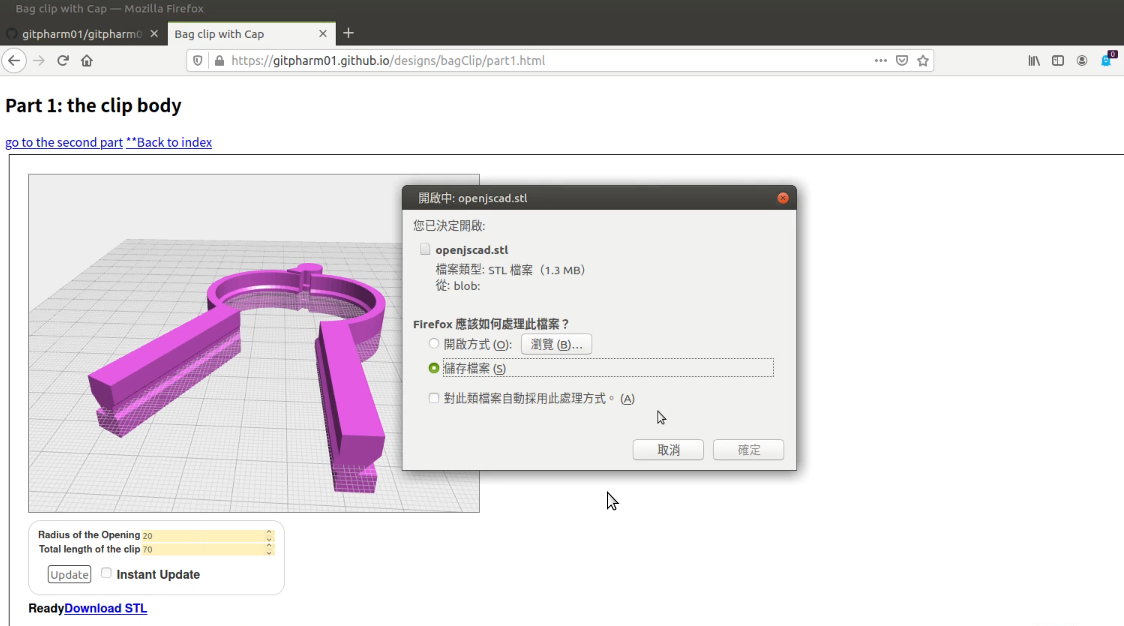 Bag clip with Cap — Mozilla Firefox
gitpharm01/gitpharm0
Bag clip with Cap
https://gitpharm01.github.io/designs/bagClip/part1.html
0
Part 1: the clip body
go to the second part **Back to index
開啟中: openjscad.stl
您已決定開啟:
openjscad.stl
檔案類型: STL 檔案（1.3 MB）
從: blob:
Firefox 應該如何處理此檔案？
開啟方式 (O):
瀏覽 (B)…
儲存檔案 (S)
對此類檔案自動採用此處理方式。 (A)
取消
確定
Radius of the Opening 20
Total length of the clip 70
Update
Instant Update
ReadyDownload STL